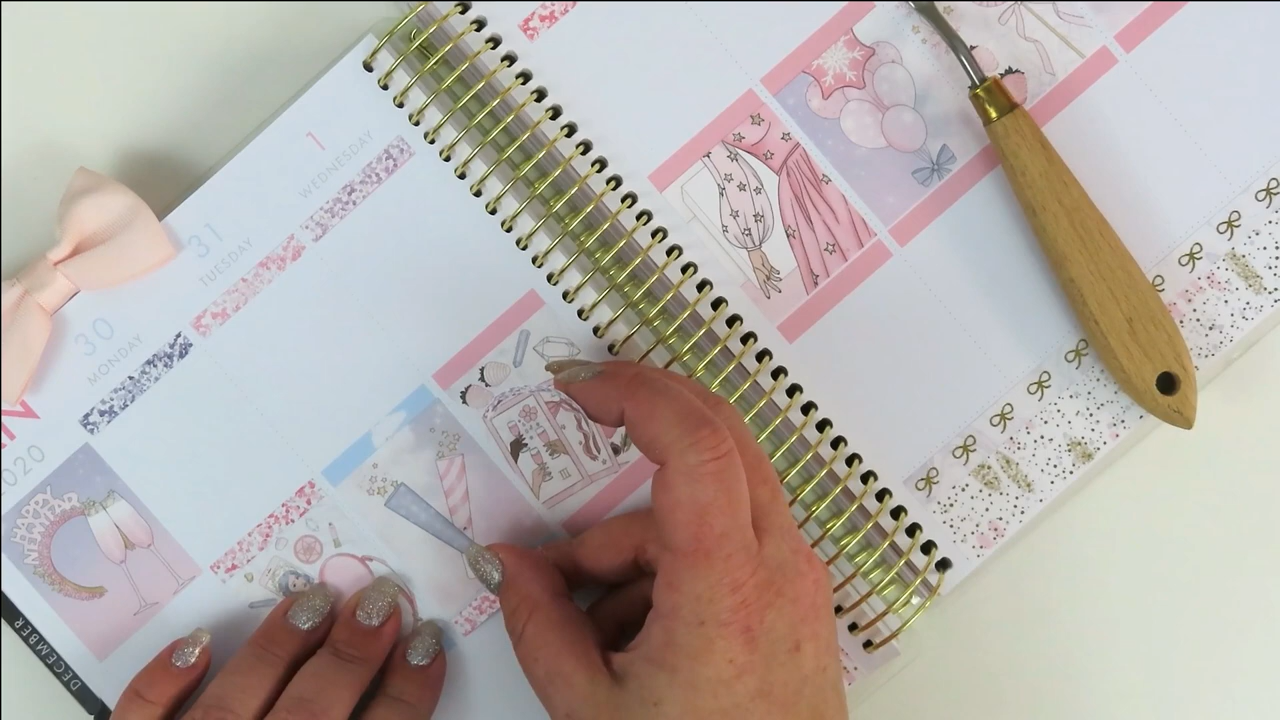 1
WEDNESDAY
31
TUESDAY
30
MONDAY
2020
HAPPY
NEW YEAR
DECEMBER